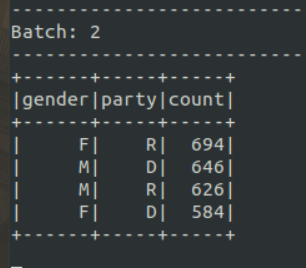 -------------------------------------------
Batch: 2
-------------------------------------------
+------+-----+-----+
|gender|party|count|
+------+-----+-----+
|     F|    R|  694|
|     M|    D|  646|
|     M|    R|  626|
|     F|    D|  584|
+------+-----+-----+